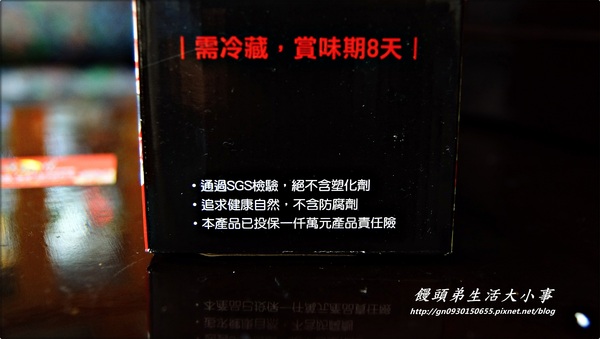 | 需冷藏，賞味期8天 |
•通過SGS檢驗，絕不含塑化劑
•追求健康自然，不含防腐劑
•本產品已投保一仟萬元產品責任險
饅頭弟生活大小事
http://gn0930150655.pixnet.net/blog